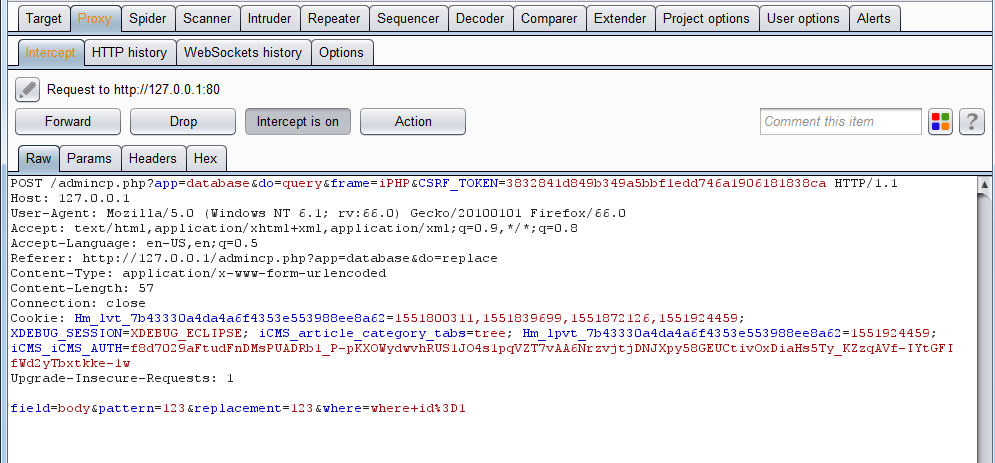 Target Proxy Spider Scanner Intruder Repeater Sequencer Decoder Comparer Extender Project options User options Alerts
Intercept HTTP history WebSockets history Options
Request to http://127.0.0.1:80
Forward Drop Intercept is on Action Comment this item ?
Raw Params Headers Hex
POST /admincp.php?app=database&do=query&frame=iPHP&CSRF_TOKEN=3832841d849b349a5bbf1edd746a1906181838ca HTTP/1.1
Host: 127.0.0.1
User-Agent: Mozilla/5.0 (Windows NT 6.1; rv:66.0) Gecko/20100101 Firefox/66.0
Accept: text/html,application/xhtml+xml,application/xml;q=0.9,*/*;q=0.8
Accept-Language: en-US,en;q=0.5
Referer: http://127.0.0.1/admincp.php?app=database&do=replace
Content-Type: application/x-www-form-urlencoded
Content-Length: 57
Connection: close
Cookie: Hm_lvt_7b43330a4da4a6f4353e553988ee8a62=1551800311,1551839699,1551872126,1551924459;
XDEBUG_SESSION=XDEBUG_ECLIPSE; iCMS_article_category_tabs=tree; Hm_lpvt_7b43330a4da4a6f4353e553988ee8a62=1551924459;
iCMS_iCMS_AUTH=f8d7029aFtudFnDMsPUADRb1_P-pKXOWydwvhRUS1JO4s1pqVZT7vAA6NrzvjtjDNJXpy58GEUCtivOxDiaHs5Ty_KZzqAVf-IYtGFI
fWd2yTbxtkke-1w
Upgrade-Insecure-Requests: 1
field=body&pattern=123&replacement=123&where=where+id%3D1